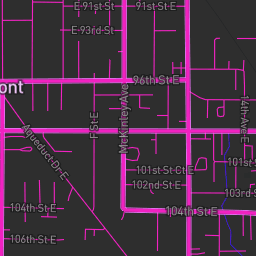 E 91st St
91st St E
E 93rd St
96th St E
ont
McKinley Ave
F St E
14th Ave E
Aqueduct Dr E
101st St Ct E
101st S
102nd St E
103rd S
104th St E
104th St E
106th St E